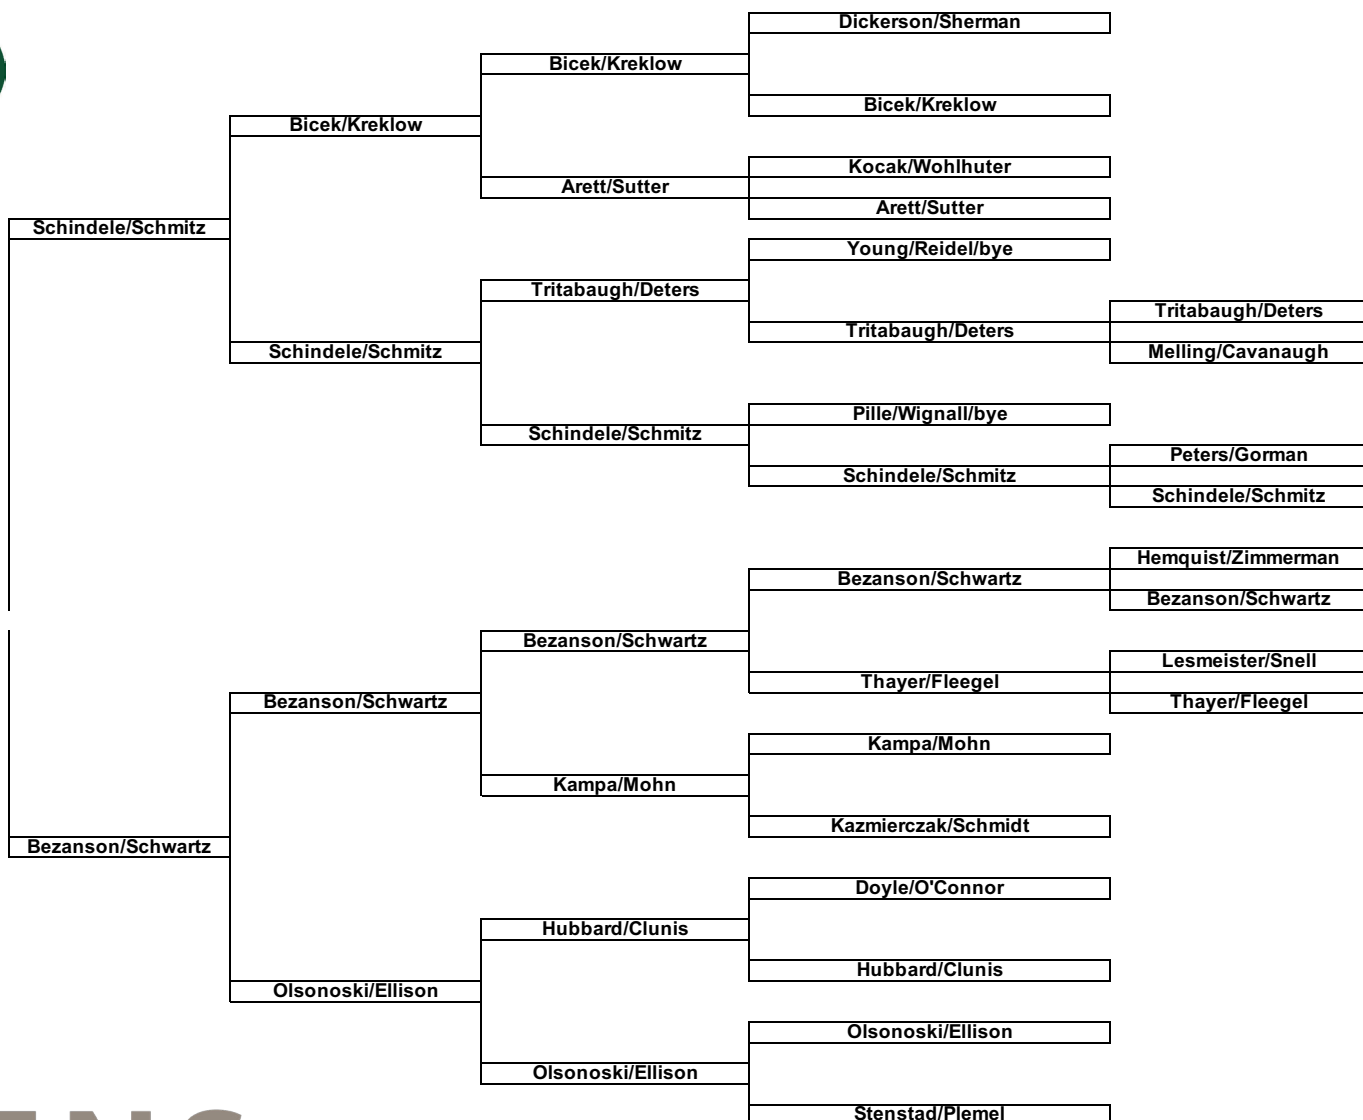 Dickerson/Sherman
Bicek/Kreklow
Bicek/Kreklow
Bicek/Kreklow
Kocak/Wohlhuter
Arett/Sutter
Arett/Sutter
Schindele/Schmitz
Young/Reidel/bye
Tritabaugh/Deters
Tritabaugh/Deters
Tritabaugh/Deters
Schindele/Schmitz
Melling/Cavanaugh
Pille/Wignall/bye
Schindele/Schmitz
Peters/Gorman
Schindele/Schmitz
Schindele/Schmitz
Hemquist/Zimmerman
Bezanson/Schwartz
Bezanson/Schwartz
Bezanson/Schwartz
Lesmeister/Snell
Thayer/Fleegel
Bezanson/Schwartz
Thayer/Fleegel
Kampa/Mohn
Kampa/Mohn
Kazmierczak/Schmidt
Bezanson/Schwartz
Doyle/O'Connor
Hubbard/Clunis
Hubbard/Clunis
Olsonoski/Ellison
Olsonoski/Ellison
Olsonoski/Ellison
Stenstad/Plemel